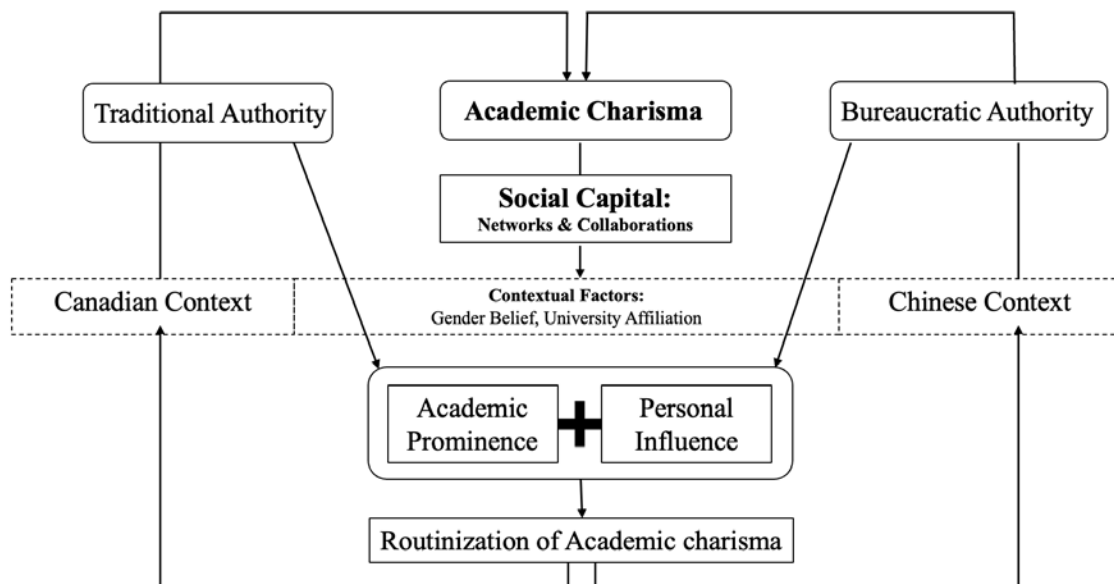 Traditional Authority
Academic Charisma
Bureaucratic Authority
Social Capital:
Networks & Collaborations
Canadian Context
Contextual Factors:
Gender Belief, University Affiliation
Chinese Context
Academic
Prominence
Personal
Influence
Routinization of Academic charisma